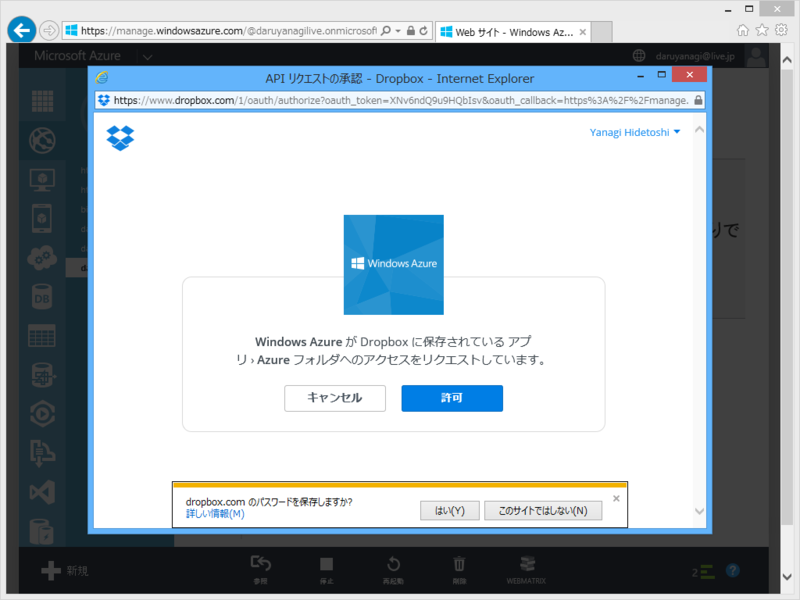 https://manage.windowsazure.com/@daruyanagilive.onmicrosoft
Web サイト - Windows Az...
Microsoft Azure
daruyanagi@live.jp
API リクエストの承認 - Dropbox - Internet Explorer
https://www.dropbox.com/1/oauth/authorize?oauth_token=XNv6ndQ9u9HQbIsv&oauth_callback=https%3A%2F%2Fmanage.
Yanagi Hidetoshi
りで
Windows Azure
Windows Azure が Dropbox に保存されている アプ
リ › Azure フォルダへのアクセスをリクエストしています。
キャンセル
許可
DB
dropbox.com のパスワードを保存しますか?
詳しい情報(M)
はい(Y)
このサイトではしない(N)
新規
参照
停止
再起動
削除
WEBMATRIX
2